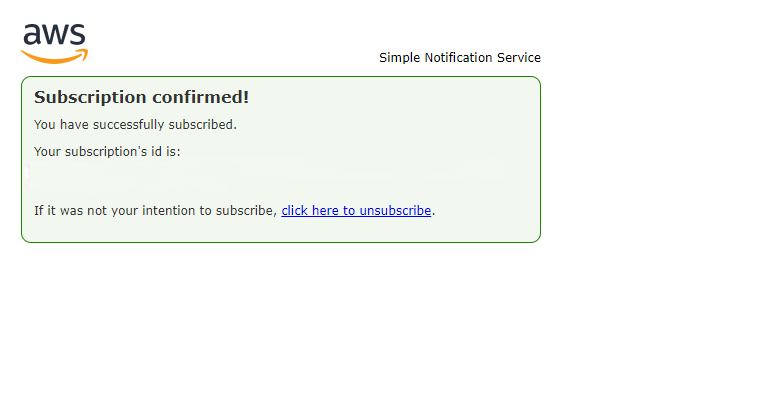 aws
Simple Notification Service
Subscription confirmed!
You have successfully subscribed.
Your subscription's id is:
If it was not your intention to subscribe, click here to unsubscribe.